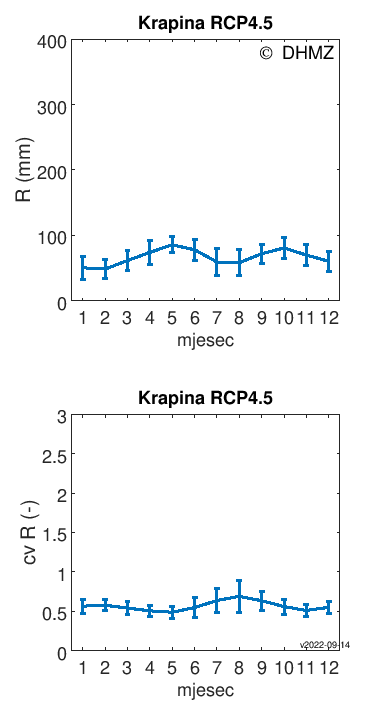 Krapina RCP4.5
400
© DHMZ
300
R (mm)
200
100
0
1 2 3 4 5 6 7 8 9 10 11 12
mjesec
Krapina RCP4.5
3
2.5
2
cv R (-)
1.5
1
0.5
0
v2022-09-14
1 2 3 4 5 6 7 8 9 10 11 12
mjesec